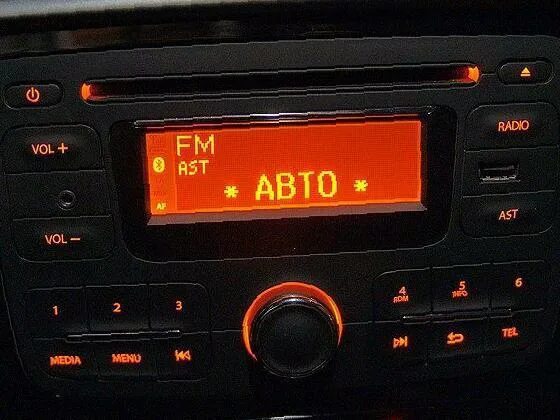 VOL +
RADIO
FM
AST
* АВТО *
AF
VOL –
AST
1 2 3
4 RDM 5 INFO 6
MEDIA MENU
TEL